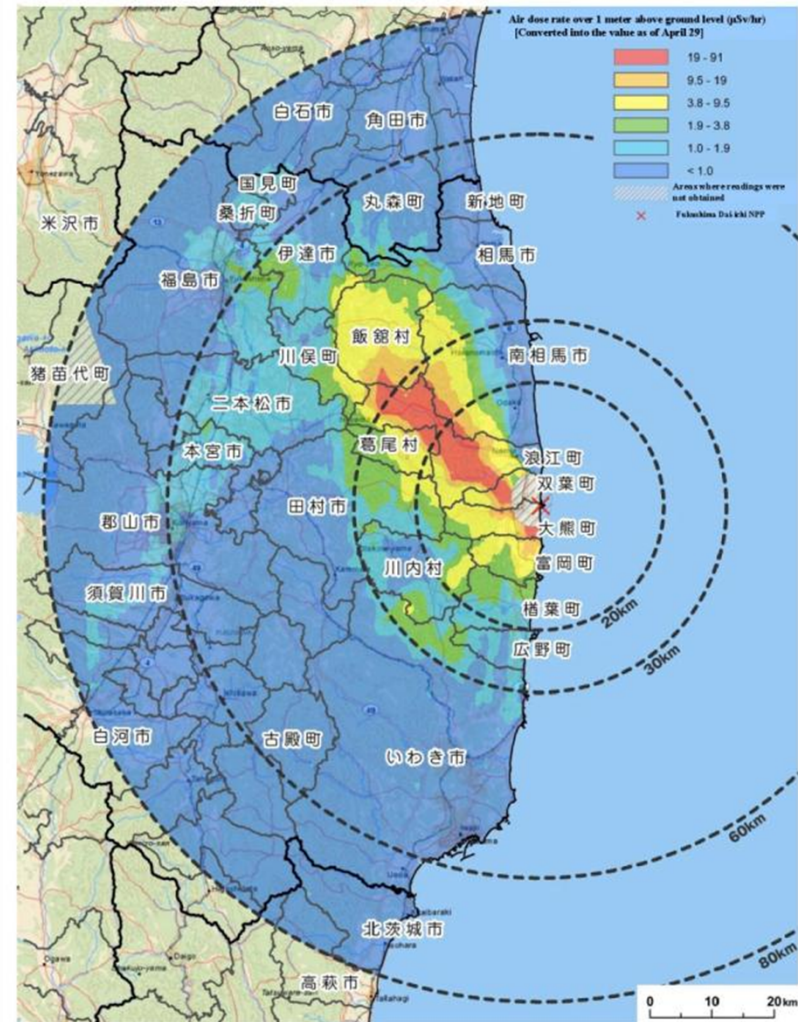 Air dose rate over 1 meter above ground level (μSv/hr)
[Converted into the value as of April 29]
19 - 91
9.5 - 19
3.8 - 9.5
1.9 - 3.8
1.0 - 1.9
< 1.0
Areas where readings were
not obtained
Fukushima Dai-ichi NPP
白石市
角田市
国見町
丸森町
新地町
桑折町
米沢市
伊達市
相馬市
福島市
飯舘村
川俣町
南相馬市
猪苗代町
二本松市
葛尾村
本宮市
浪江町
双葉町
田村市
郡山市
大熊町
川内村
富岡町
須賀川市
楢葉町
20km
広野町
30km
白河市
古殿町
いわき市
60km
北茨城市
80km
高萩市
Ogawa
Daigo
0 10 20km